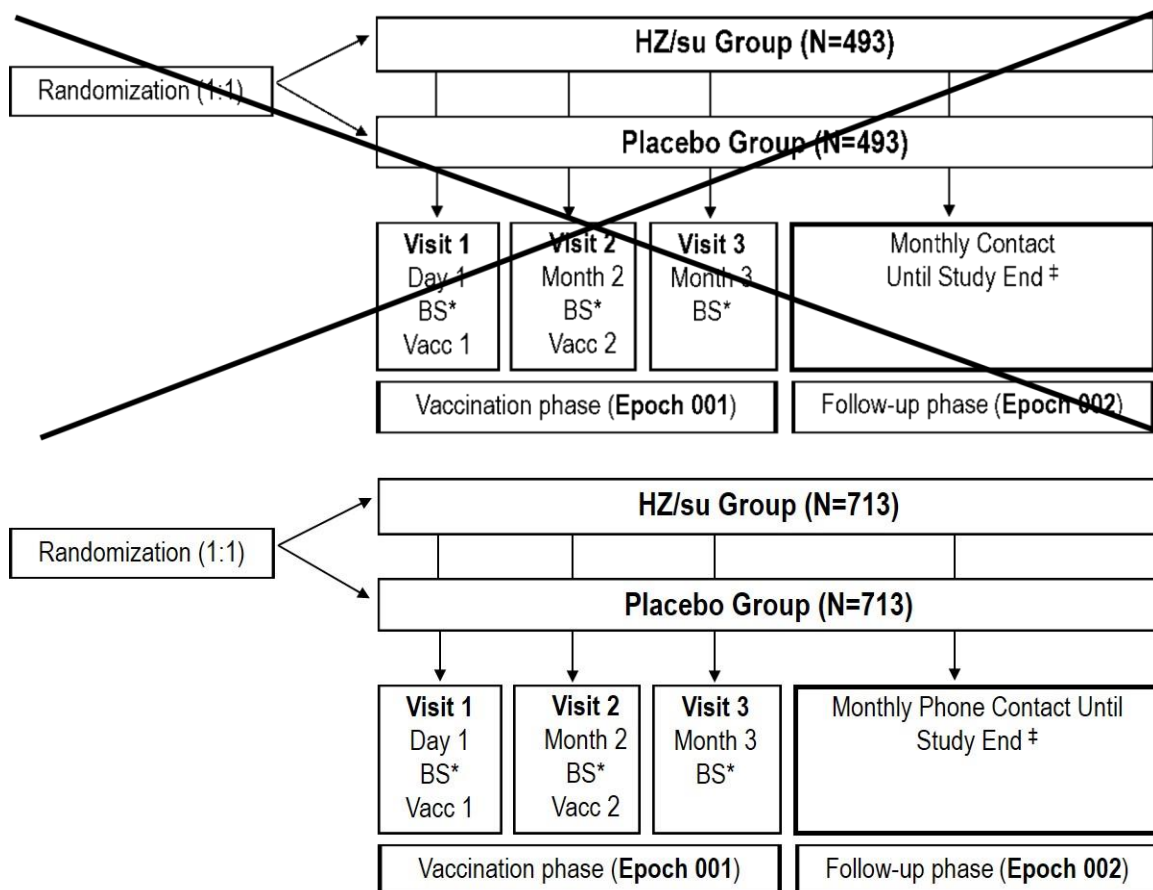 HZ/su Group (N=493)
Randomization (1:1)
Placebo Group (N=493)
Visit 1
Day 1
BS*
Vacc 1
Visit 2
Month 2
BS*
Vacc 2
Visit 3
Month 3
BS*
Monthly Contact
Until Study End ‡
Vaccination phase (Epoch 001)
Follow-up phase (Epoch 002)
HZ/su Group (N=713)
Randomization (1:1)
Placebo Group (N=713)
Visit 1
Day 1
BS*
Vacc 1
Visit 2
Month 2
BS*
Vacc 2
Visit 3
Month 3
BS*
Monthly Phone Contact Until
Study End ‡
Vaccination phase (Epoch 001)
Follow-up phase (Epoch 002)